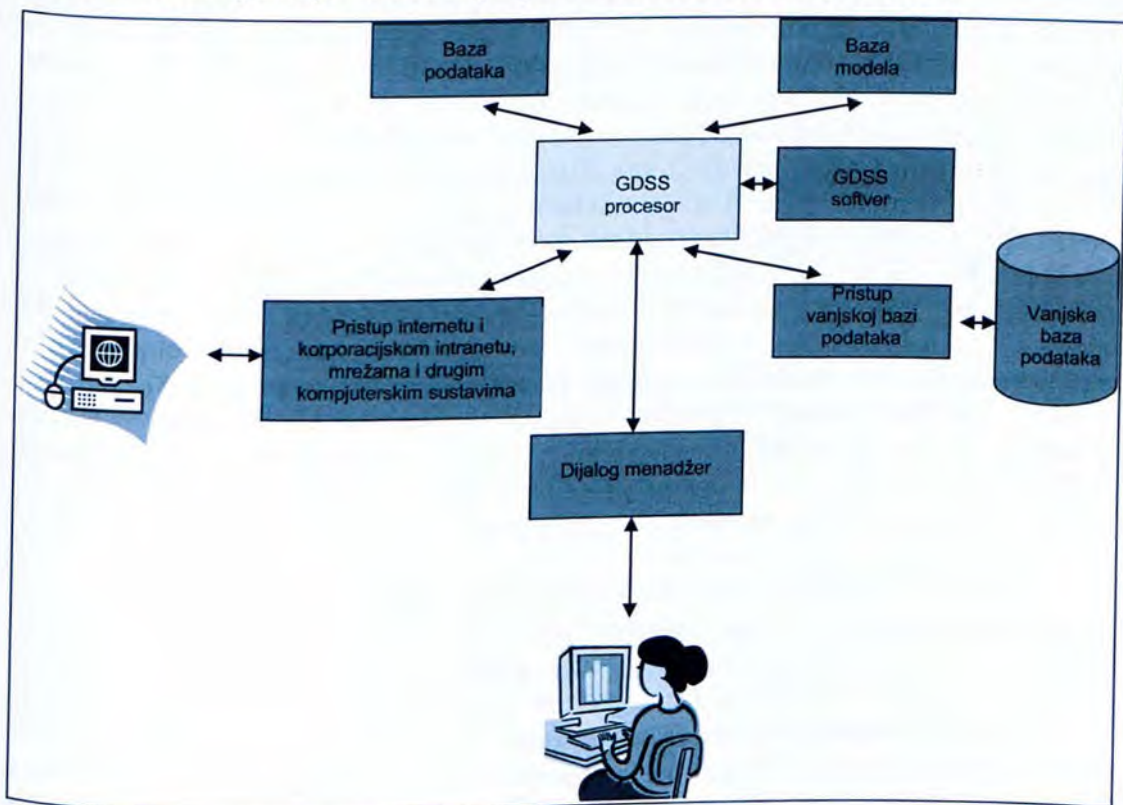 Baza
podataka
Baza
modela
GDSS
procesor
GDSS
softver
Pristup internetu i
korporacijskom intranetu,
mrežama i drugim
kompjuterskim sustavima
Pristup
vanjskoj bazi
podataka
Vanjska
baza
podataka
Dijalog menadžer